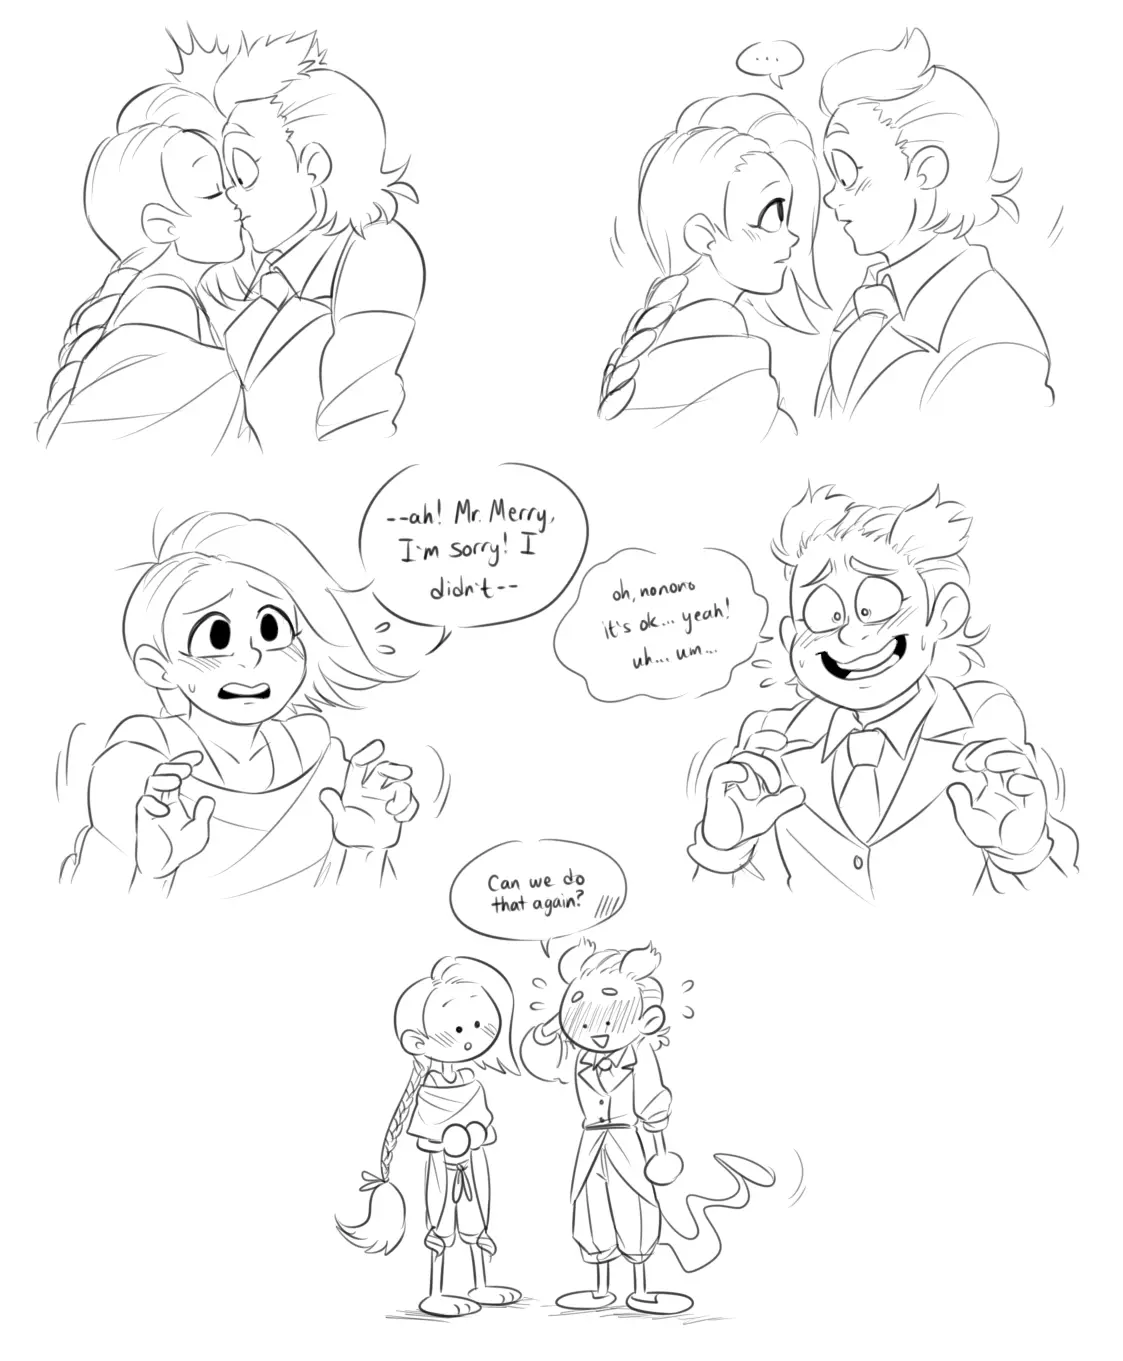 ...
--ah! Mr. Merry,
I'm sorry! I
didn't--
oh, nonono
it's ok... yeah!
uh... um...
Can we do
that again?